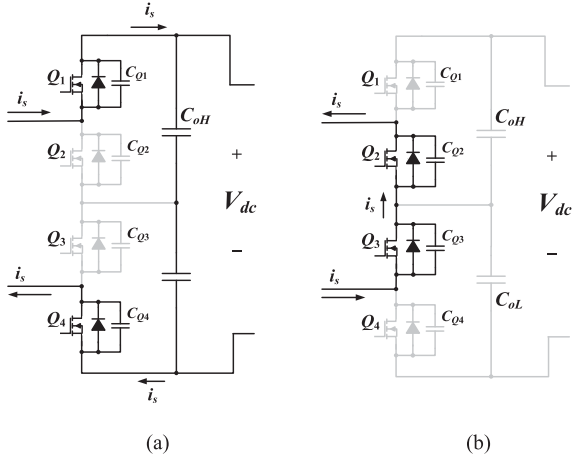 i_s
Q_1
C_Q1
i_s
C_oH
Q_2
C_Q2
+
V_dc
−
Q_3
C_Q3
i_s
Q_4
C_Q4
i_s
(a)
Q_1
C_Q1
i_s
C_oH
Q_2
C_Q2
+
i_s
V_dc
−
Q_3
C_Q3
i_s
C_oL
Q_4
C_Q4
(b)